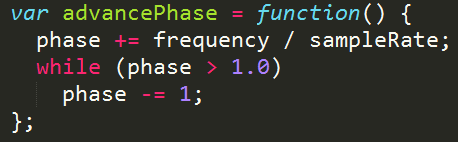 var advancePhase = function() {
  phase += frequency / sampleRate;
  while (phase > 1.0)
    phase -= 1;
};